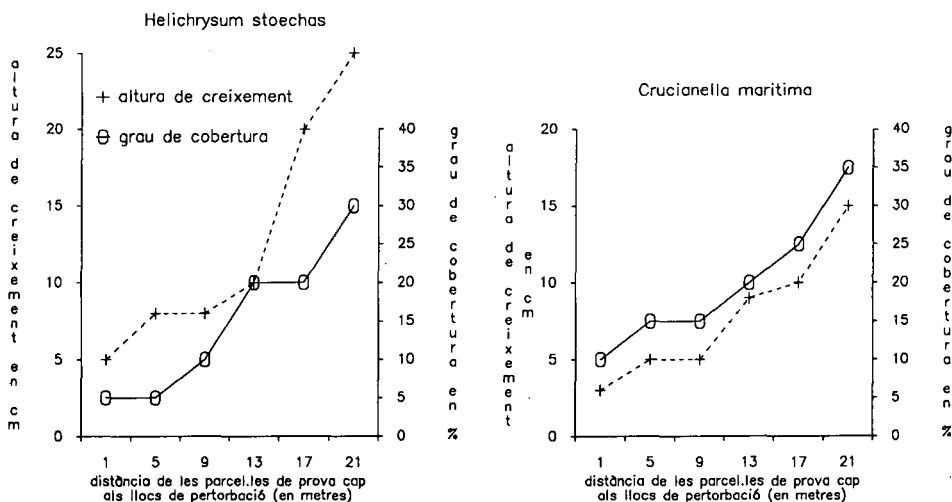 Helichrysum stoechas
altura de creixement en cm
25
20
15
10
5
0
+ altura de creixement
grau de cobertura
40
35
30
25
20
15
10
5
0
grau de cobertura en %
1 5 9 13 17 21
distància de les parcel.les de prova cap
als llocs de pertorbació (en metres)
Crucianella maritima
altura de creixement en cm
20
15
10
5
0
40
35
30
25
20
15
10
5
0
grau de cobertura en %
1 5 9 13 17 21
distància de les parcel.les de prova cap
als llocs de pertorbació (en metres)